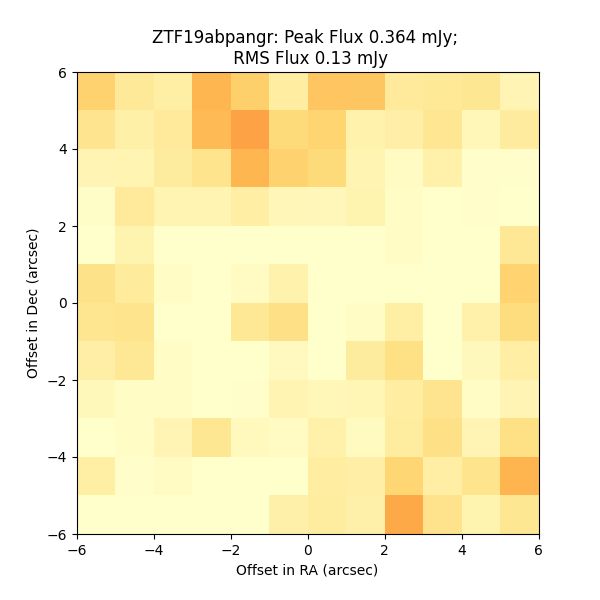 ZTF19abpangr: Peak Flux 0.364 mJy;
RMS Flux 0.13 mJy
6
4
2
0
−2
−4
−6
Offset in Dec (arcsec)
−6 −4 −2 0 2 4 6
Offset in RA (arcsec)